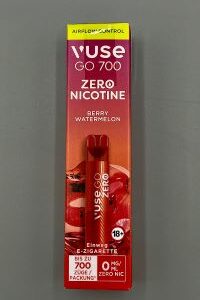 AIRFLOW CONTROL
VUSE
GO 700
ZERO
NICOTINE
BERRY
WATERMELON
VUSE GO
ZERO
18+
Einweg
E-ZIGARETTE
BIS ZU
700
ZÜGE /
PACKUNG*
0 MG/
ML
ZERO NIC